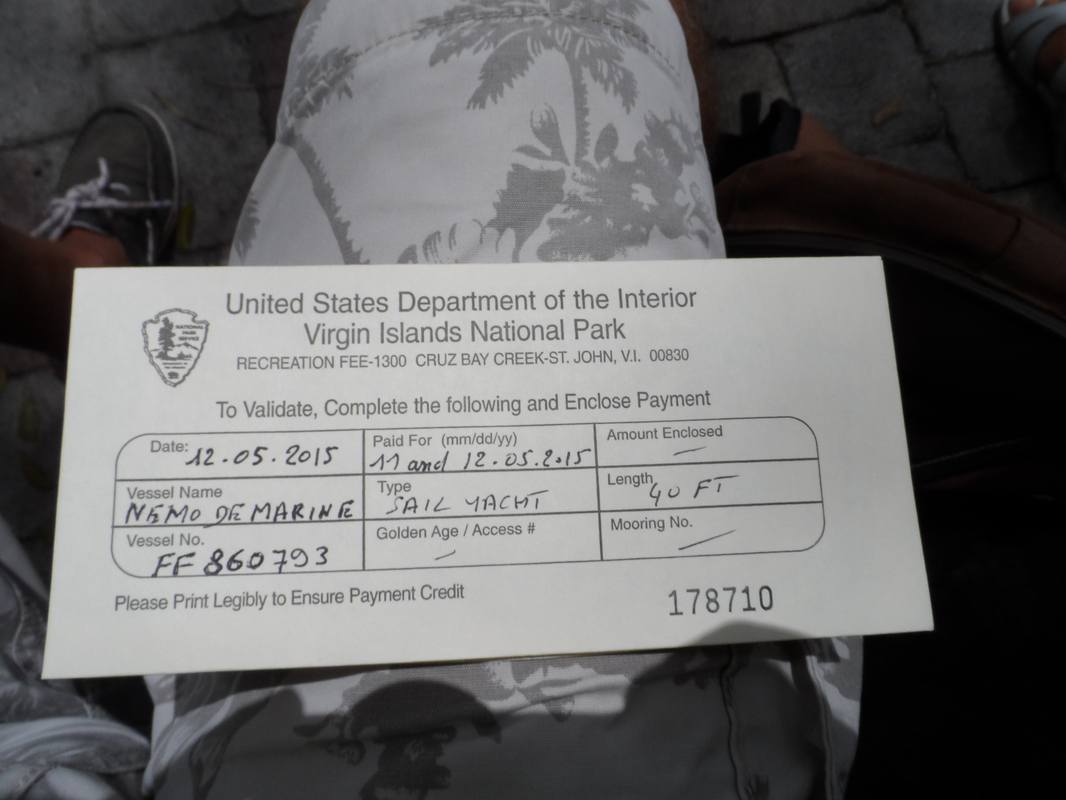 United States Department of the Interior
Virgin Islands National Park
RECREATION FEE-1300 CRUZ BAY CREEK-ST. JOHN, V.I. 00830
NATIONAL
PARK
SERVICE
To Validate, Complete the following and Enclose Payment
Date: 12.05.2015
Paid For (mm/dd/yy)
11 and 12.05.2015
Amount Enclosed
Vessel Name
NEMO DE MARINE
Type
SAIL YACHT
Length 40 FT
Vessel No.
FF 860793
Golden Age / Access #
Mooring No.
Please Print Legibly to Ensure Payment Credit
178710